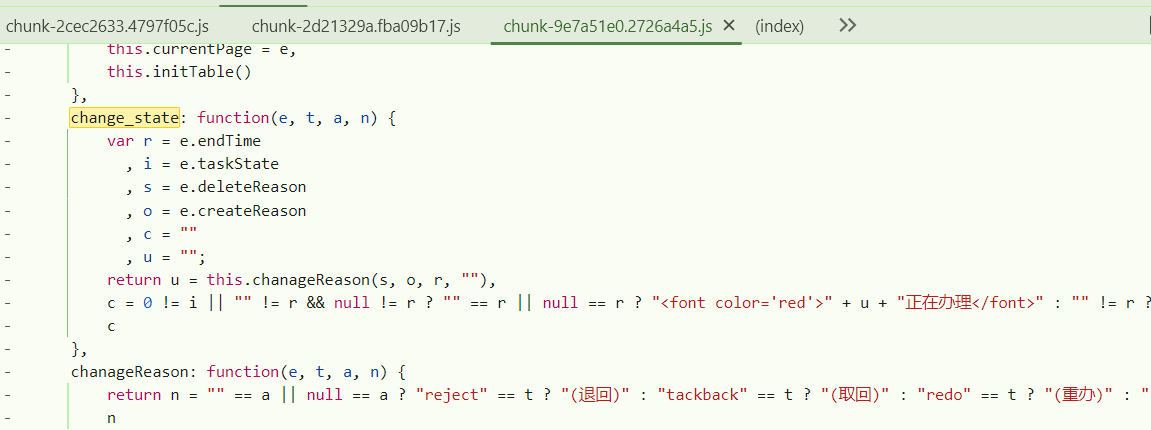 chunk-2cec2633.4797f05c.js chunk-2d21329a.fba09b17.js chunk-9e7a51e0.2726a4a5.js × (index) >>
- this.currentPage = e,
- this.initTable()
- },
- change_state: function(e, t, a, n) {
- var r = e.endTime
- , i = e.taskState
- , s = e.deleteReason
- , o = e.createReason
- , c = ""
- , u = "";
- return u = this.chanageReason(s, o, r, ""),
- c = 0 != i || "" != r && null != r ? "" == r || null == r ? "<font color='red'>" + u + "正在办理</font>" : "" != r ?
- c
- },
- chanageReason: function(e, t, a, n) {
- return n = "" == a || null == a ? "reject" == t ? "(退回)" : "tackback" == t ? "(取回)" : "redo" == t ? "(重办)" : "
- n